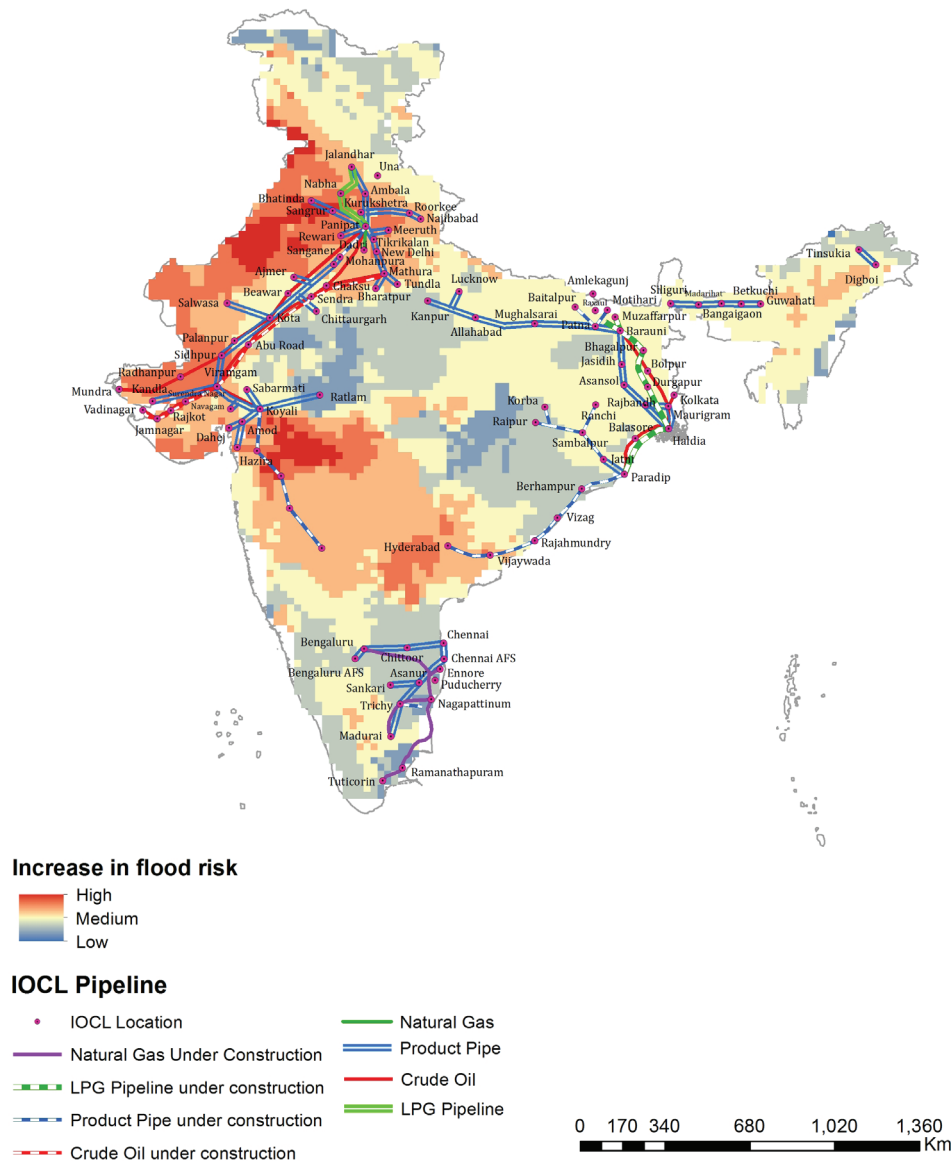 Jalandhar
Una
Nabha
Ambala
Bhatinda
Kurukshetra
Roorkee
Sangrur
Najibabad
Panipat
Meeruth
Rewari
Tikrikalan
Dadri
Sanganer
New Delhi
Mohanpura
Ajmer
Mathura
Beawar
Chaksu
Tundla
Sendra
Bharatpur
Salwasa
Kota
Chittaurgarh
Lucknow
Kanpur
Allahabad
Mughalsarai
Amlekagunj
Baitalpur
Raxaul
Motihari
Muzaffarpur
Patna
Barauni
Siliguri
Madarihat
Betkuchi
Bangaigaon
Guwahati
Tinsukia
Digboi
Palanpur
Abu Road
Sidhpur
Radhanpur
Viramgam
Mundra
Kandla
Surendra Nagar
Sabarmati
Vadinagar
Navagam
Ratlam
Rajkot
Koyali
Jamnagar
Dahej
Amod
Hazira
Bhagalpur
Jasidih
Bolpur
Asansol
Durgapur
Korba
Rajbandh
Kolkata
Ranchi
Maurigram
Raipur
Balasore
Haldia
Sambalpur
Jatni
Paradip
Berhampur
Vizag
Hyderabad
Rajahmundry
Vijaywada
Bengaluru
Chennai
Chittoor
Chennai AFS
Bengaluru AFS
Asanur
Ennore
Sankari
Puducherry
Trichy
Nagapattinum
Madurai
Ramanathapuram
Tuticorin
Increase in flood risk
High
Medium
Low
IOCL Pipeline
IOCL Location
Natural Gas Under Construction
LPG Pipeline under construction
Product Pipe under construction
Crude Oil under construction
Natural Gas
Product Pipe
Crude Oil
LPG Pipeline
0 170 340 680 1,020 1,360
Km